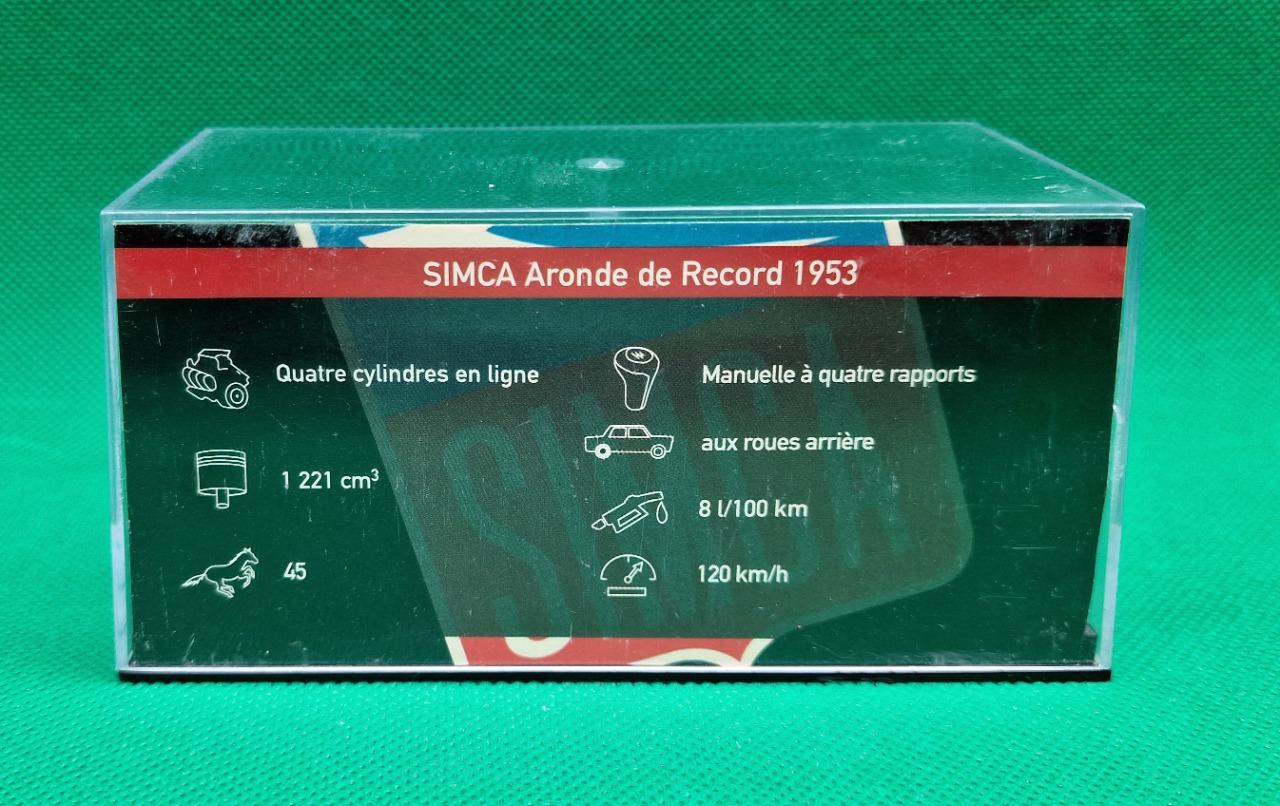 SIMCA Aronde de Record 1953
Quatre cylindres en ligne
1 221 cm³
45
Manuelle à quatre rapports
aux roues arrière
8 l/100 km
120 km/h
SIMCA